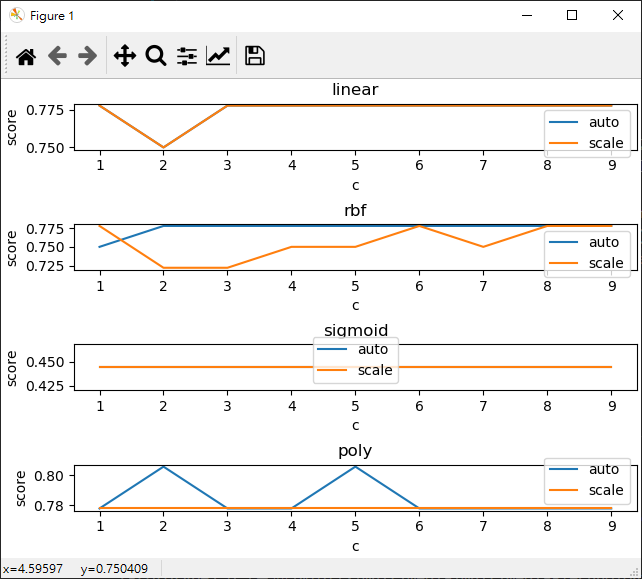 Figure 1
linear
score
0.775
0.750
auto
scale
1 2 3 4 5 6 7 8 9
c
rbf
score
0.775
0.750
0.725
auto
scale
1 2 3 4 5 6 7 8 9
c
sigmoid
score
0.450
0.425
auto
scale
1 2 3 4 5 6 7 8 9
c
poly
score
0.80
0.78
auto
scale
1 2 3 4 5 6 7 8 9
c
x=4.59597 y=0.750409